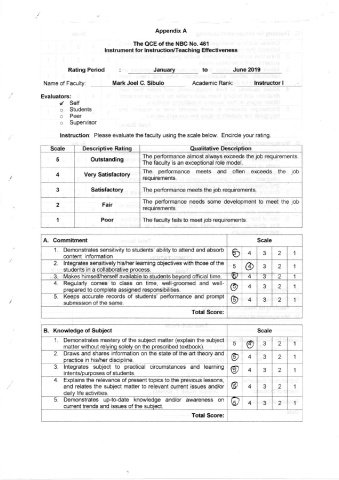 Appendix A
The QCE of the NBC No. 461
Instrument for Instruction/Teaching Effectiveness
Rating Period : January to June 2019
Name of Faculty: Mark Joel C. Sibulo Academic Rank: Instructor I
Evaluators:
✓ Self
□ Students
□ Peer
□ Supervisor
Instruction: Please evaluate the faculty using the scale below. Encircle your rating.
Scale Descriptive Rating Qualitative Description
5 Outstanding The performance almost always exceeds the job requirements.
The faculty is an exceptional role model.
4 Very Satisfactory The performance meets and often exceeds the job
requirements.
3 Satisfactory The performance meets the job requirements.
2 Fair The performance needs some development to meet the job
requirements.
1 Poor The faculty fails to meet job requirements.
A. Commitment Scale
1. Demonstrates sensitivity to students' ability to attend and absorb
content information. 5 4 3 2 1
2. Integrates sensitively his/her learning objectives with those of the
students in a collaborative process. 5 4 3 2 1
3. Makes himself/herself available to students beyond official time. 5 4 3 2 1
4. Regularly comes to class on time, well-groomed and well-
prepared to complete assigned responsibilities. 5 4 3 2 1
5. Keeps accurate records of students' performance and prompt
submission of the same. 5 4 3 2 1
Total Score:
B. Knowledge of Subject Scale
1. Demonstrates mastery of the subject matter (explain the subject
matter without relying solely on the prescribed textbook). 5 4 3 2 1
2. Draws and shares information on the state of the art theory and
practice in his/her discipline. 5 4 3 2 1
3. Integrates subject to practical circumstances and learning
intents/purposes of students. 5 4 3 2 1
4. Explains the relevance of present topics to the previous lessons,
and relates the subject matter to relevant current issues and/or
daily life activities. 5 4 3 2 1
5. Demonstrates up-to-date knowledge and/or awareness on
current trends and issues of the subject. 5 4 3 2 1
Total Score: